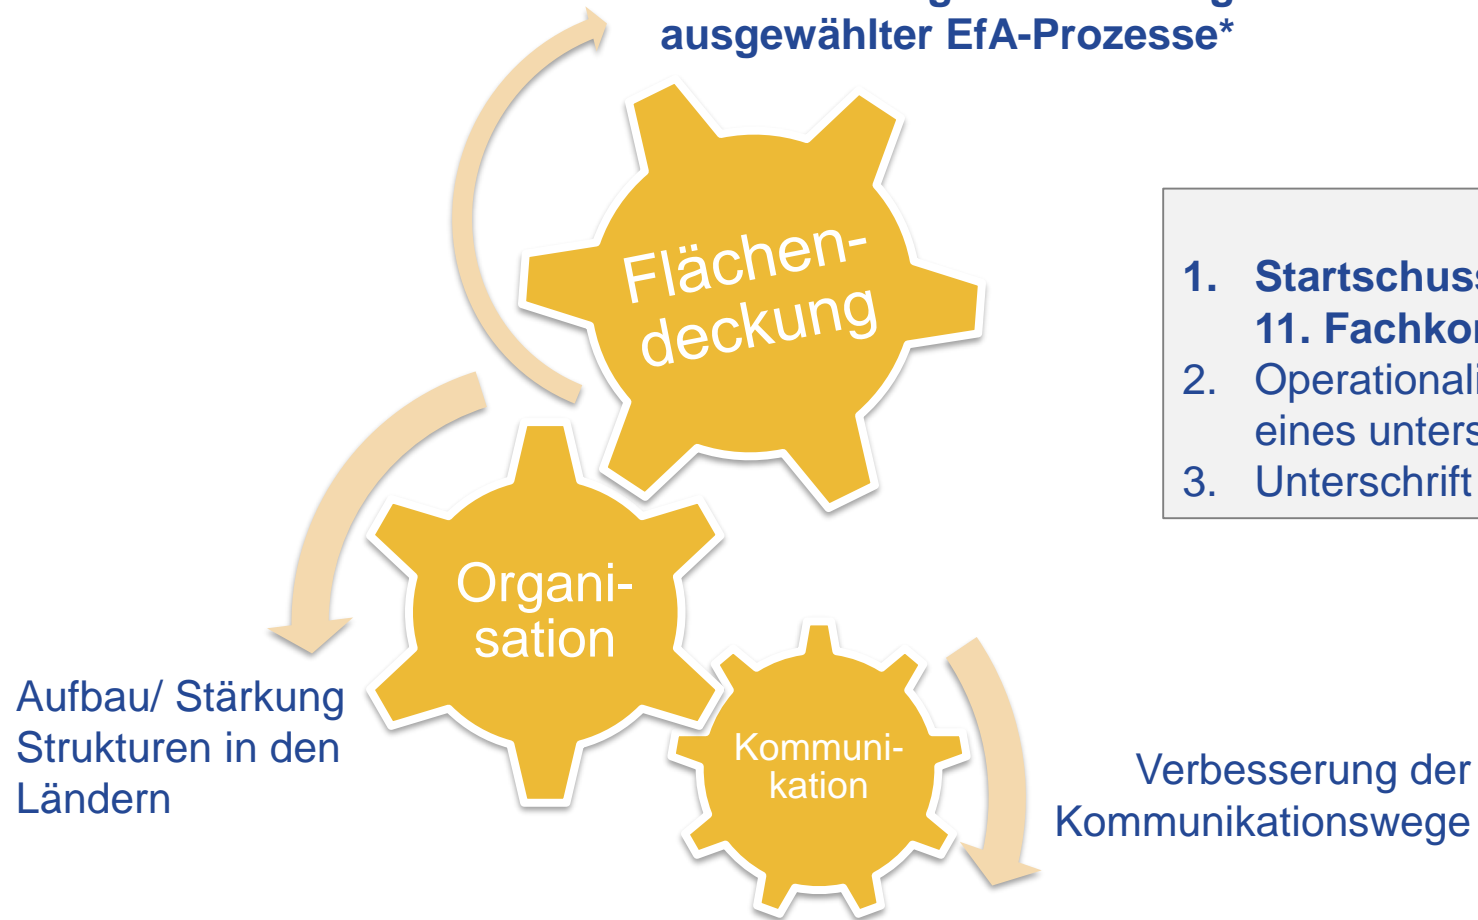 ausgewählter EfA-Prozesse*
Flächen-
deckung
1. Startschuss
11. Fachkor
2. Operationali
eines unters
3. Unterschrift
Organi-
sation
Aufbau/ Stärkung
Strukturen in den
Ländern
Kommuni-
kation
Verbesserung der
Kommunikationswege